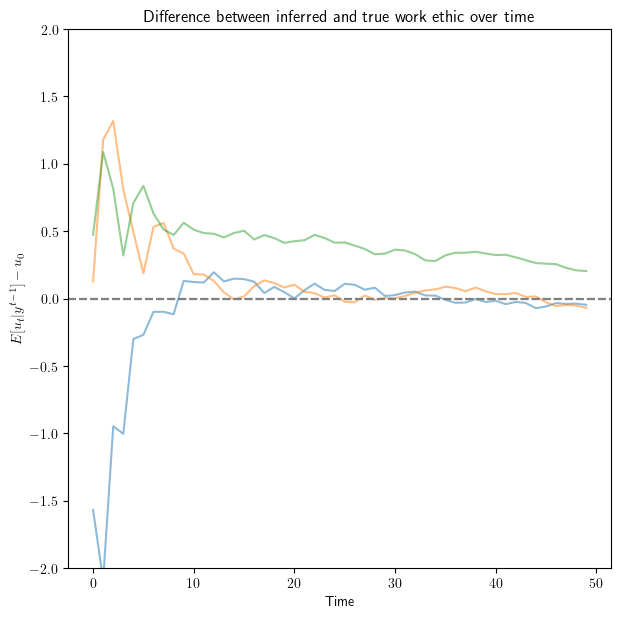 Difference between inferred and true work ethic over time
2.0
1.5
1.0
0.5
0.0
−0.5
−1.0
−1.5
−2.0
E[u_t|y^{t−1}] − u_0
0 10 20 30 40 50
Time